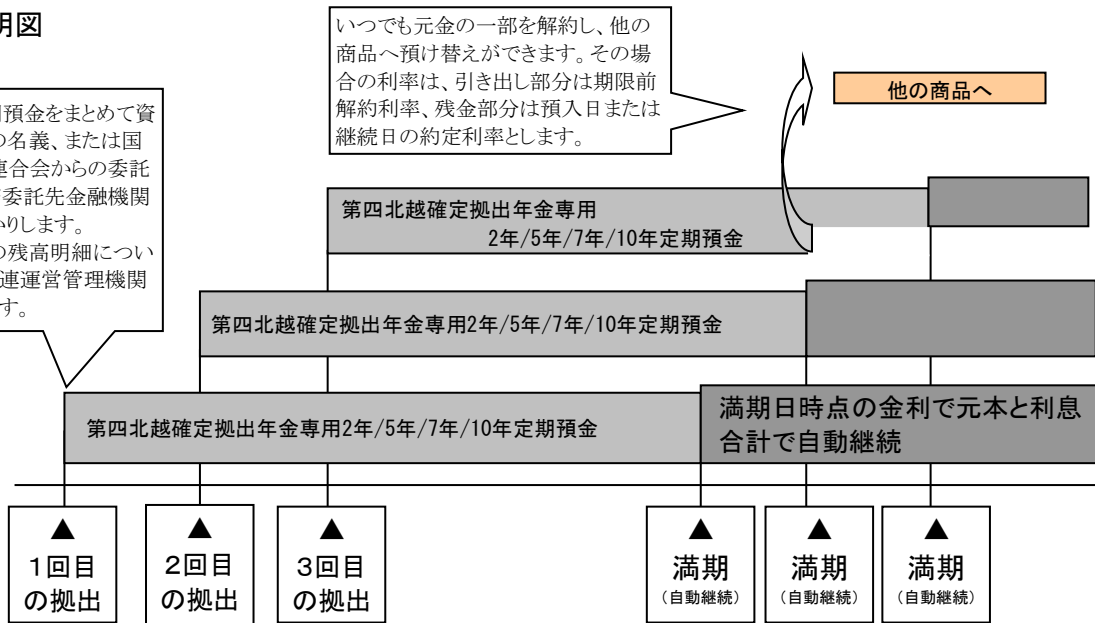 明図
いつでも元金の一部を解約し、他の
商品へ預け替えができます。その場
合の利率は、引き出し部分は期限前
解約利率、残金部分は預入日または
継続日の約定利率とします。
他の商品へ
預金をまとめて資
の名義、または国
連合会からの委託
委託先金融機関
かりします。
の残高明細につい
連運営管理機関
す。
第四北越確定拠出年金専用
2年/5年/7年/10年定期預金
第四北越確定拠出年金専用2年/5年/7年/10年定期預金
第四北越確定拠出年金専用2年/5年/7年/10年定期預金
満期日時点の金利で元本と利息
合計で自動継続
▲
1回目
の拠出
▲
2回目
の拠出
▲
3回目
の拠出
▲
満期
(自動継続)
▲
満期
(自動継続)
▲
満期
(自動継続)